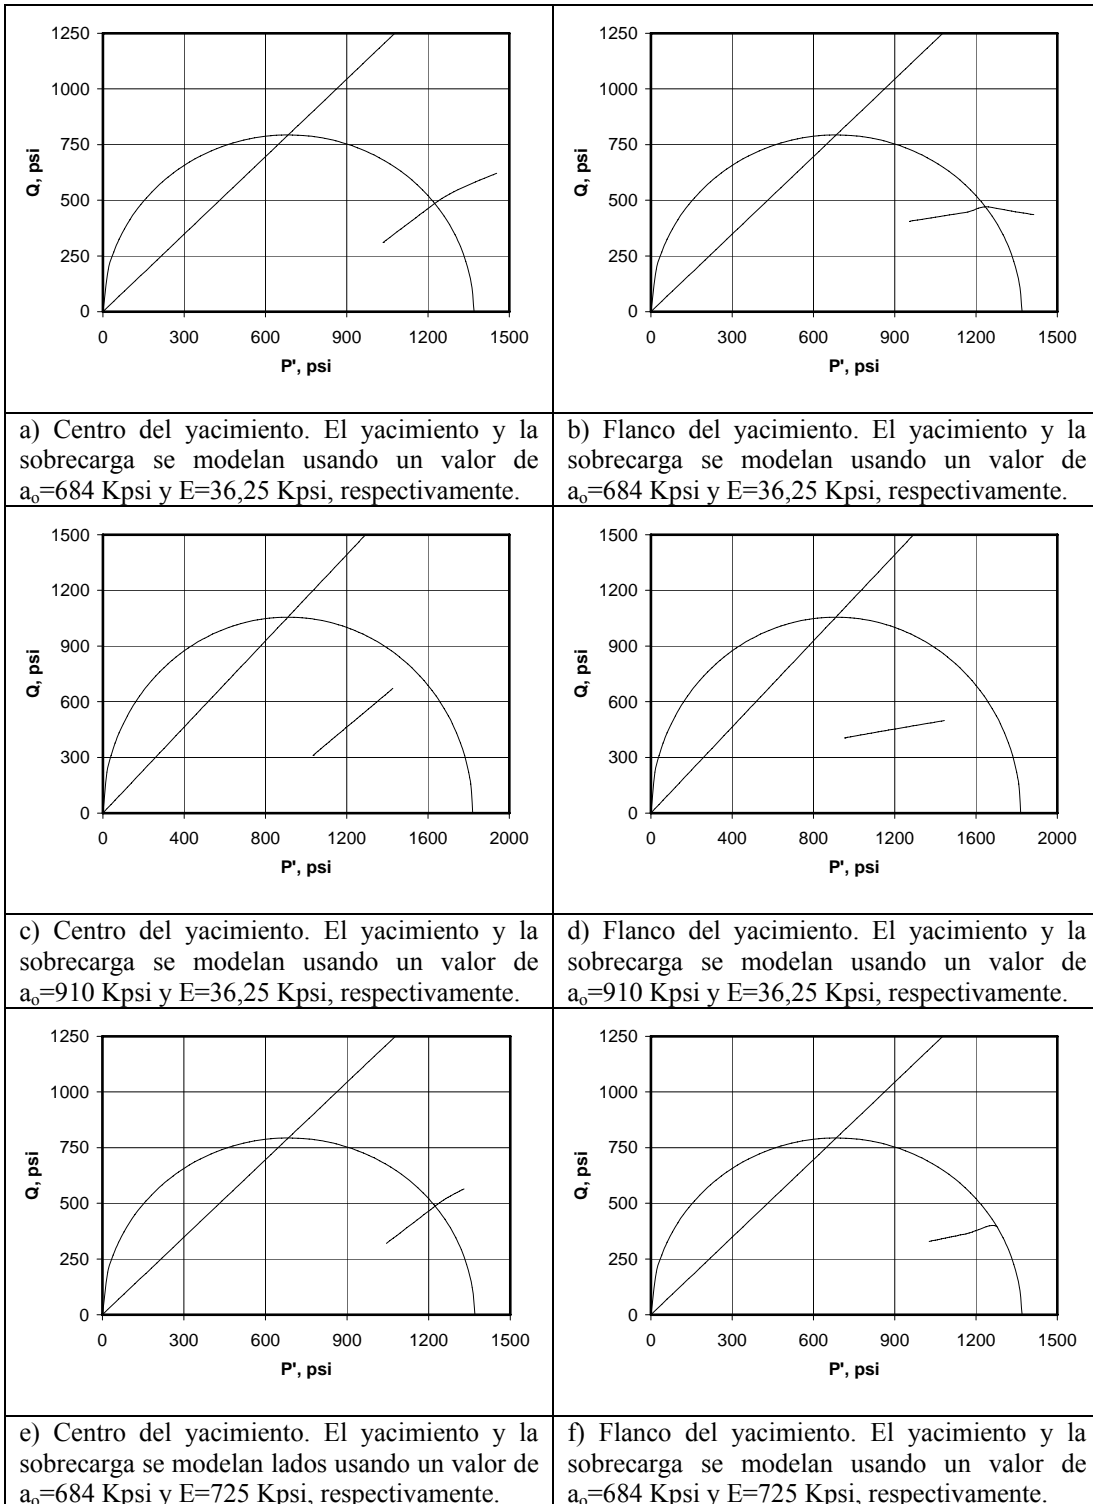 1250
1000
750
500
250
0
Q, psi
0 300 600 900 1200 1500
P', psi
1250
1000
750
500
250
0
Q, psi
0 300 600 900 1200 1500
P', psi
a) Centro del yacimiento. El yacimiento y la
sobrecarga se modelan usando un valor de
ao=684 Kpsi y E=36,25 Kpsi, respectivamente.
b) Flanco del yacimiento. El yacimiento y la
sobrecarga se modelan usando un valor de
ao=684 Kpsi y E=36,25 Kpsi, respectivamente.
1500
1200
900
600
300
0
Q, psi
0 400 800 1200 1600 2000
P', psi
1500
1200
900
600
300
0
Q, psi
0 400 800 1200 1600 2000
P', psi
c) Centro del yacimiento. El yacimiento y la
sobrecarga se modelan usando un valor de
ao=910 Kpsi y E=36,25 Kpsi, respectivamente.
d) Flanco del yacimiento. El yacimiento y la
sobrecarga se modelan usando un valor de
ao=910 Kpsi y E=36,25 Kpsi, respectivamente.
1250
1000
750
500
250
0
Q, psi
0 300 600 900 1200 1500
P', psi
1250
1000
750
500
250
0
Q, psi
0 300 600 900 1200 1500
P', psi
e) Centro del yacimiento. El yacimiento y la
sobrecarga se modelan lados usando un valor de
ao=684 Kpsi y E=725 Kpsi, respectivamente.
f) Flanco del yacimiento. El yacimiento y la
sobrecarga se modelan usando un valor de
ao=684 Kpsi y E=725 Kpsi, respectivamente.